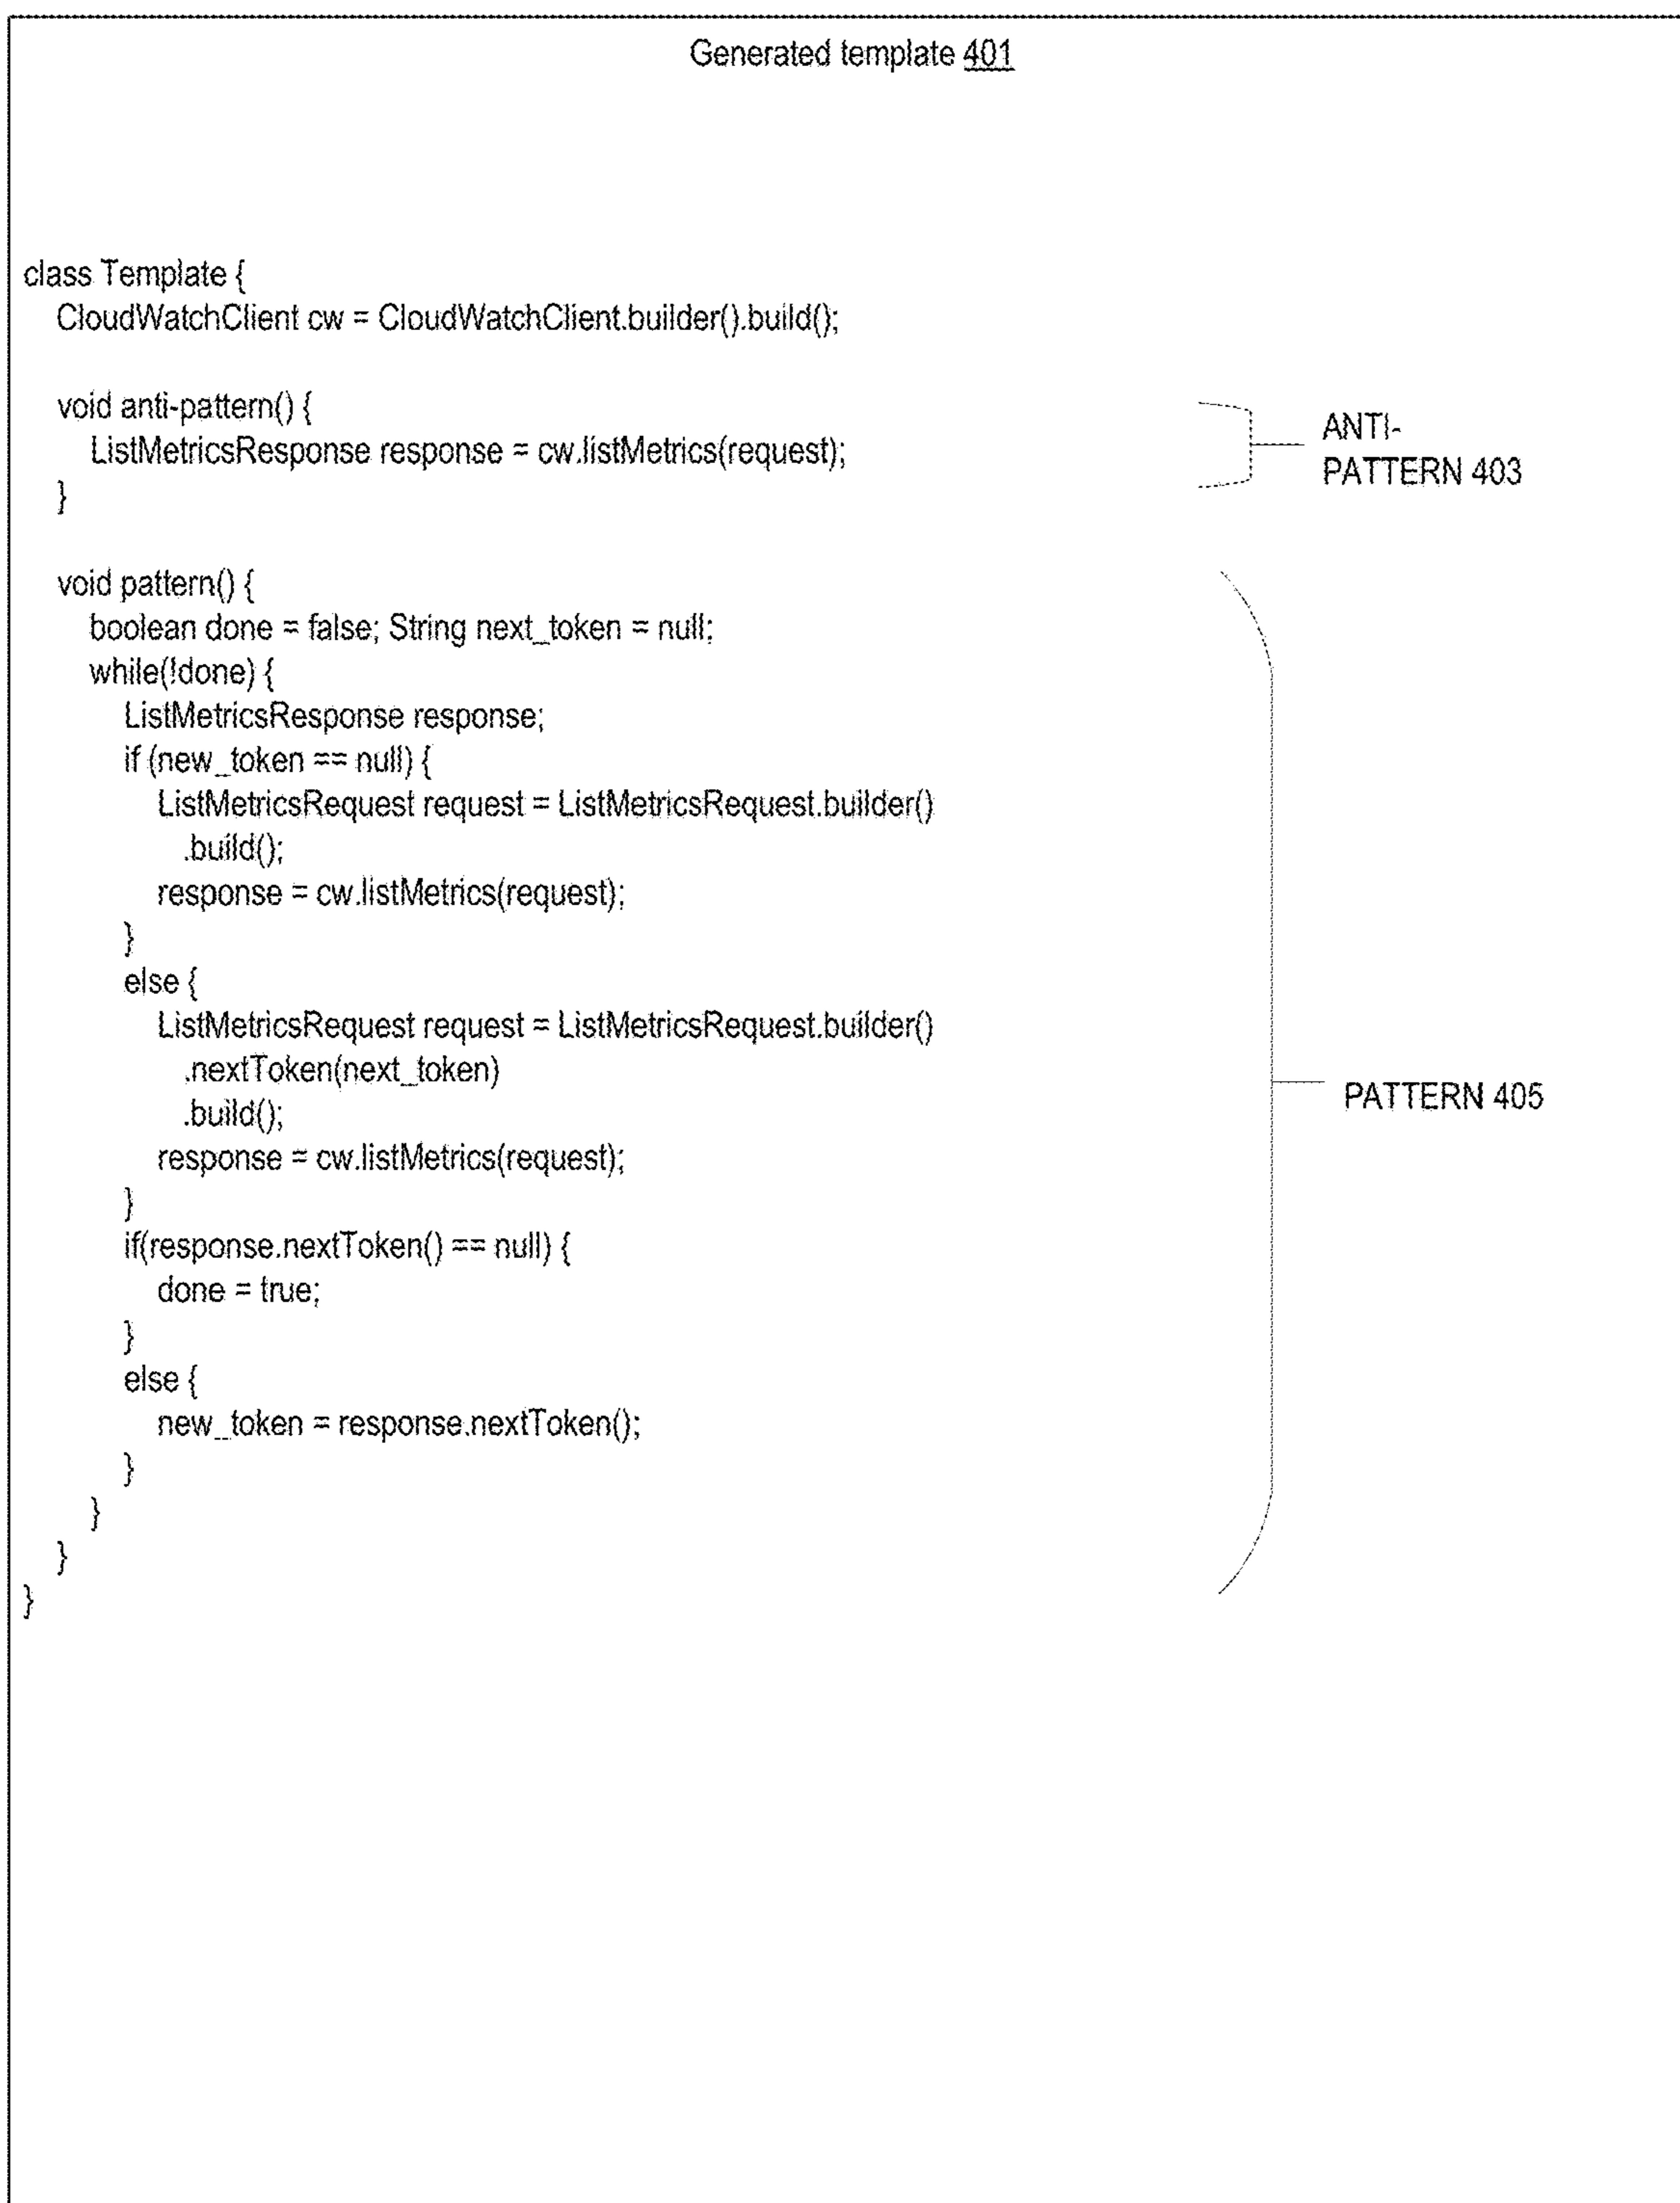 Generated template 401
class Template {
CloudWatchClient cw = CloudWatchClient.builder().build();
void anti-pattern() {
ListMetricsResponse response = cw.listMetrics(request);
}
ANTI-
PATTERN 403
void pattern() {
boolean done = false; String next_token = null;
while(!done) {
ListMetricsResponse response;
if (new_token == null) {
ListMetricsRequest request = ListMetricsRequest.builder()
.build();
response = cw.listMetrics(request);
}
else {
ListMetricsRequest request = ListMetricsRequest.builder()
.nextToken(next_token)
.build();
response = cw.listMetrics(request);
}
if(response.nextToken() == null) {
done = true;
}
else {
new_token = response.nextToken();
}
}
}
}
PATTERN 405